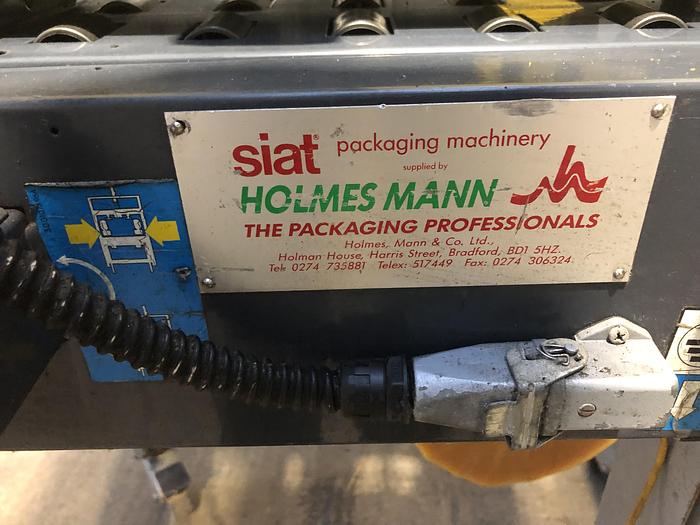 siat® packaging machinery
supplied by
HOLMES MANN
THE PACKAGING PROFESSIONALS
Holmes, Mann & Co. Ltd.,
Holman House, Harris Street, Bradford, BD1 5HZ.
Tel: 0274 735881 Telex: 517449 Fax: 0274 306324